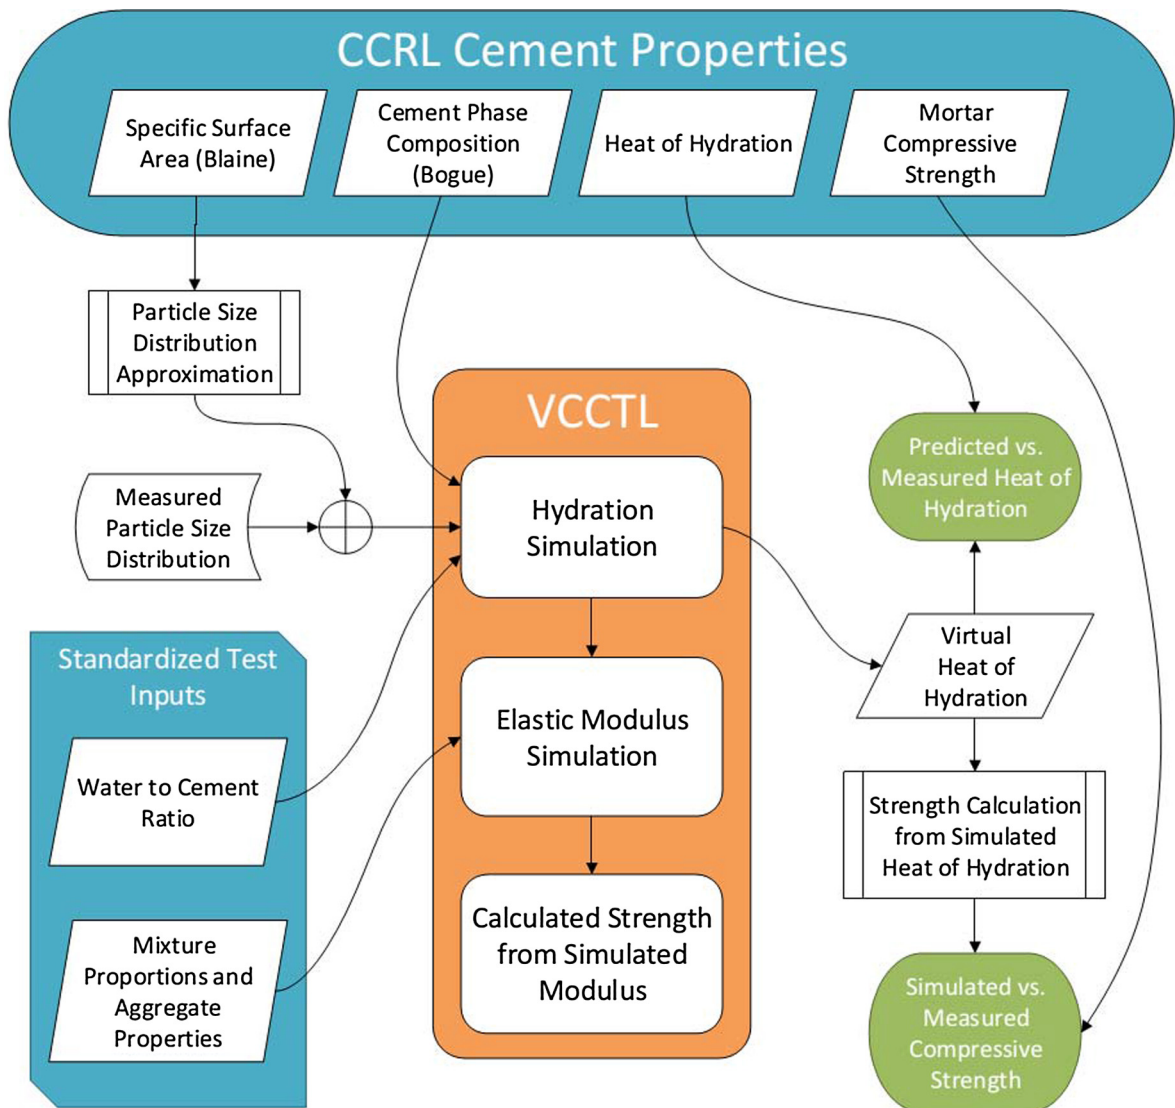 CCRL Cement Properties
Specific Surface
Area (Blaine)
Cement Phase
Composition
(Bogue)
Heat of Hydration
Mortar
Compressive
Strength
Particle Size
Distribution
Approximation
Measured
Particle Size
Distribution
Standardized Test
Inputs
Water to Cement
Ratio
Mixture
Proportions and
Aggregate
Properties
VCCTL
Hydration
Simulation
Elastic Modulus
Simulation
Calculated Strength
from Simulated
Modulus
Predicted vs.
Measured Heat of
Hydration
Virtual
Heat of
Hydration
Strength Calculation
from Simulated
Heat of Hydration
Simulated vs.
Measured
Compressive
Strength